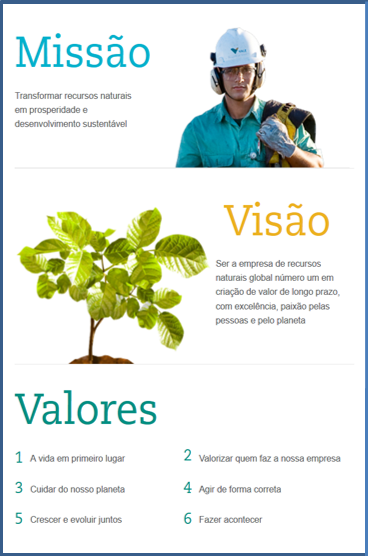 Missão
Transformar recursos naturais
em prosperidade e
desenvolvimento sustentável
Visão
Ser a empresa de recursos
naturais global número um em
criação de valor de longo prazo,
com excelência, paixão pelas
pessoas e pelo planeta
Valores
1 A vida em primeiro lugar
2 Valorizar quem faz a nossa empresa
3 Cuidar do nosso planeta
4 Agir de forma correta
5 Crescer e evoluir juntos
6 Fazer acontecer